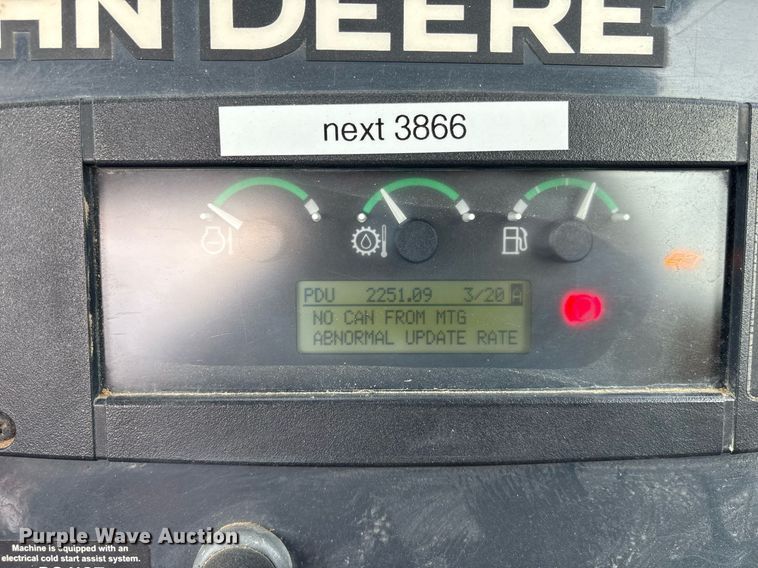 HN DEERE
next 3866
PDU 2251.09 3/20 A
NO CAN FROM MTG
ABNORMAL UPDATE RATE
Purple Wave Auction
Machine is equipped with an
electrical cold start assist system.